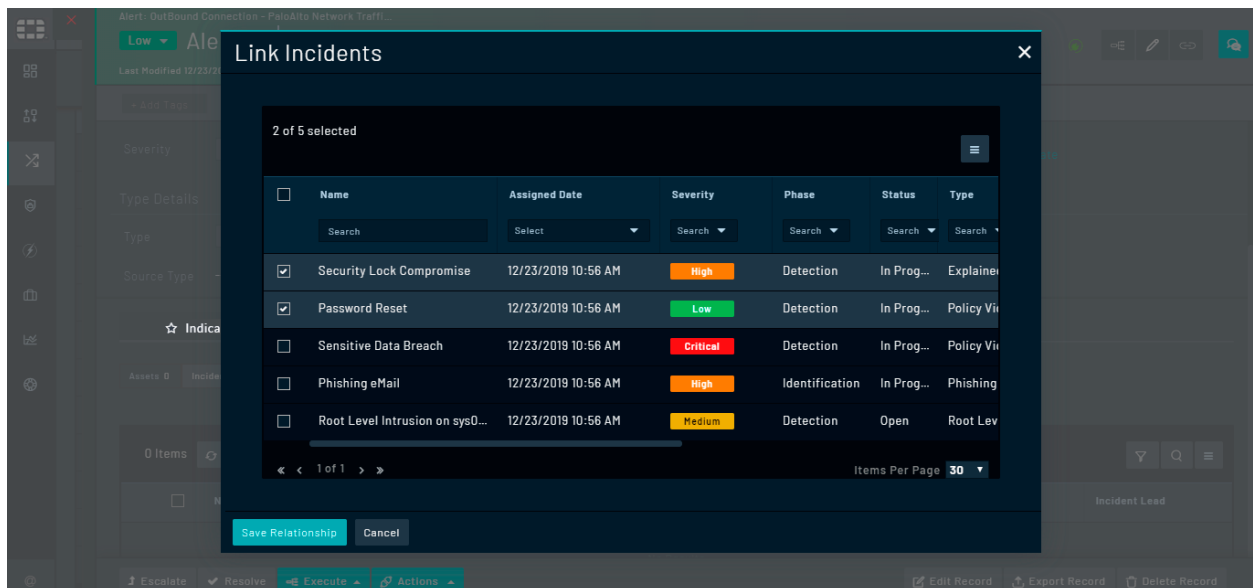 Alert: OutBound Connection - PaloAlto Network Traffi...
Low Ale
Last Modified 12/23/20
Link Incidents
+ Add Tags
2 of 5 selected
Severity
Type Details
Type
Source Type
Name Assigned Date Severity Phase Status Type
Search Select Search Search Search Search
Security Lock Compromise 12/23/2019 10:56 AM High Detection In Prog... Explained
Password Reset 12/23/2019 10:56 AM Low Detection In Prog... Policy Vi
Sensitive Data Breach 12/23/2019 10:56 AM Critical Detection In Prog... Policy Vi
Phishing eMail 12/23/2019 10:56 AM High Identification In Prog... Phishing
Root Level Intrusion on sys0... 12/23/2019 10:56 AM Medium Detection Open Root Lev
« < 1 of 1 > » Items Per Page 30
Indica
Assets 0 Incide
0 Items
N Incident Lead
Save Relationship Cancel
Escalate Resolve Execute Actions Edit Record Export Record Delete Record